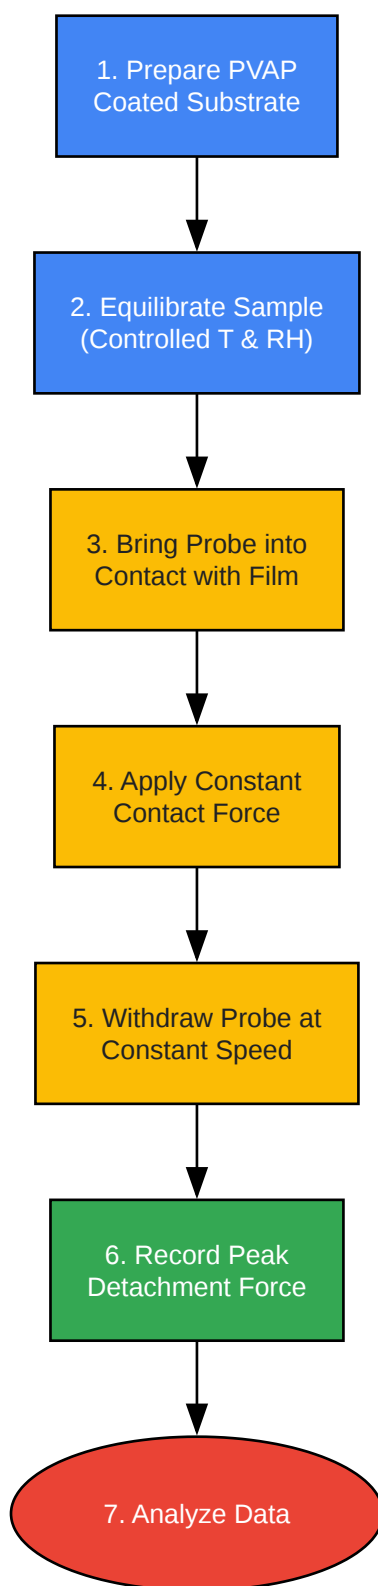 1. Prepare PVAP
Coated Substrate
2. Equilibrate Sample
(Controlled T & RH)
3. Bring Probe into
Contact with Film
4. Apply Constant
Contact Force
5. Withdraw Probe at
Constant Speed
6. Record Peak
Detachment Force
7. Analyze Data